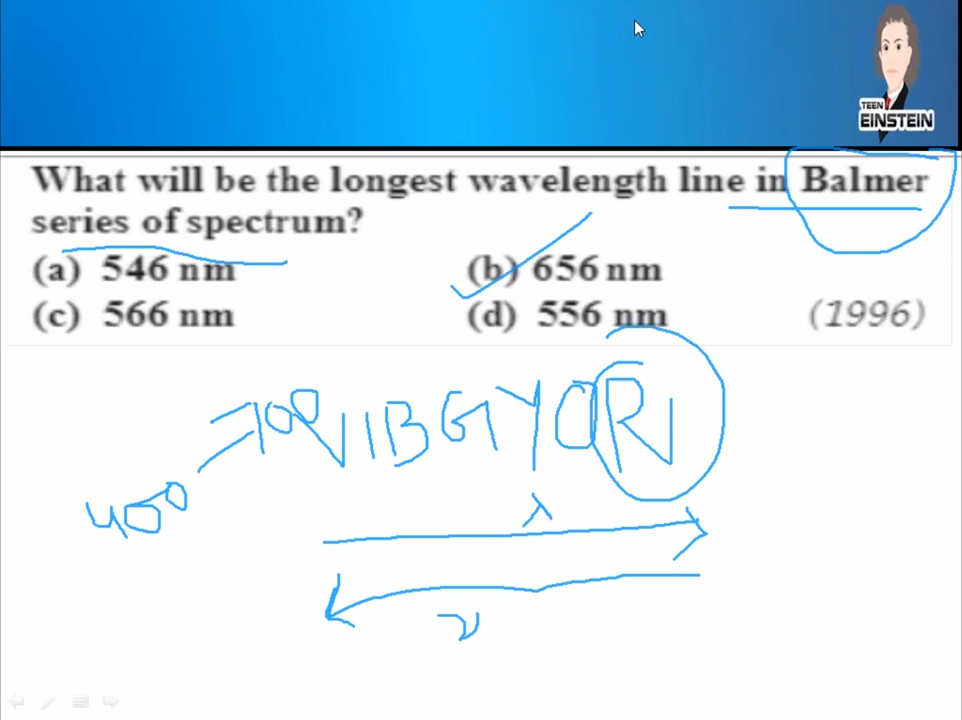 TEEN
EINSTEIN
What will be the longest wavelength line in Balmer
series of spectrum?
(a) 546 nm (b) 656 nm
(c) 566 nm (d) 556 nm (1996)
VIBGYOR
400
λ
ν